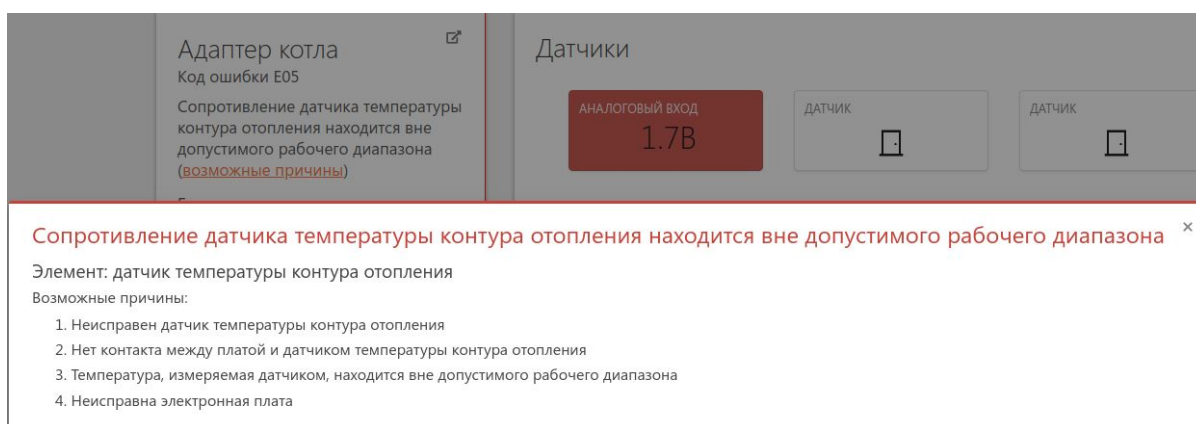 Адаптер котла
Код ошибки E05
Сопротивление датчика температуры
контура отопления находится вне
допустимого рабочего диапазона
(возможные причины)
Датчики
АНАЛОГОВЫЙ ВХОД
1.7В
ДАТЧИК
ДАТЧИК
Сопротивление датчика температуры контура отопления находится вне допустимого рабочего диапазона ×
Элемент: датчик температуры контура отопления
Возможные причины:
1. Неисправен датчик температуры контура отопления
2. Нет контакта между платой и датчиком температуры контура отопления
3. Температура, измеряемая датчиком, находится вне допустимого рабочего диапазона
4. Неисправна электронная плата